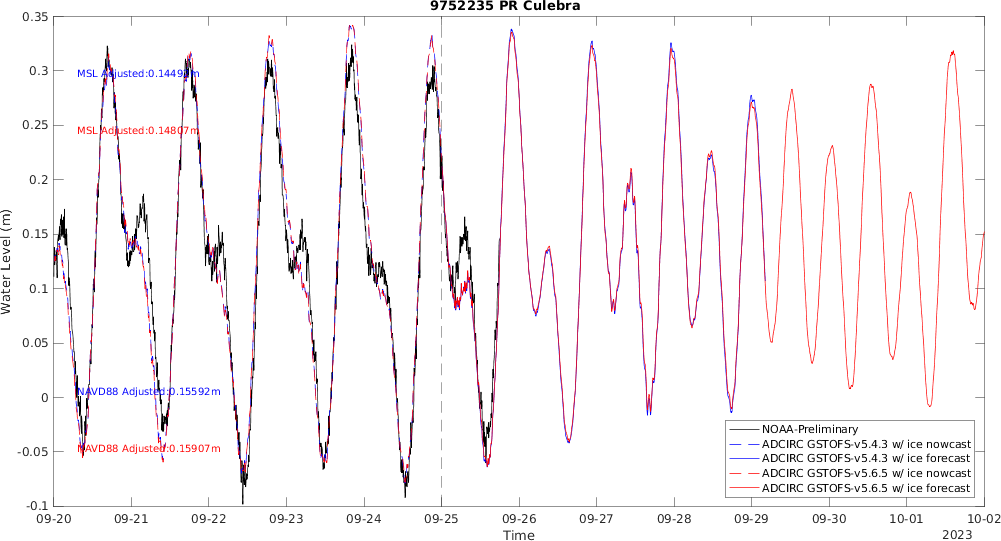 9752235 PR Culebra
0.35
0.3
0.25
0.2
0.15
0.1
0.05
0
-0.05
-0.1
Water Level (m)
MSL Adjusted:0.14492m
MSL Adjusted:0.14807m
NAVD88 Adjusted:0.15592m
NAVD88 Adjusted:0.15907m
NOAA-Preliminary
ADCIRC GSTOFS-v5.4.3 w/ ice nowcast
ADCIRC GSTOFS-v5.4.3 w/ ice forecast
ADCIRC GSTOFS-v5.6.5 w/ ice nowcast
ADCIRC GSTOFS-v5.6.5 w/ ice forecast
09-20 09-21 09-22 09-23 09-24 09-25 09-26 09-27 09-28 09-29 09-30 10-01 10-02
Time
2023